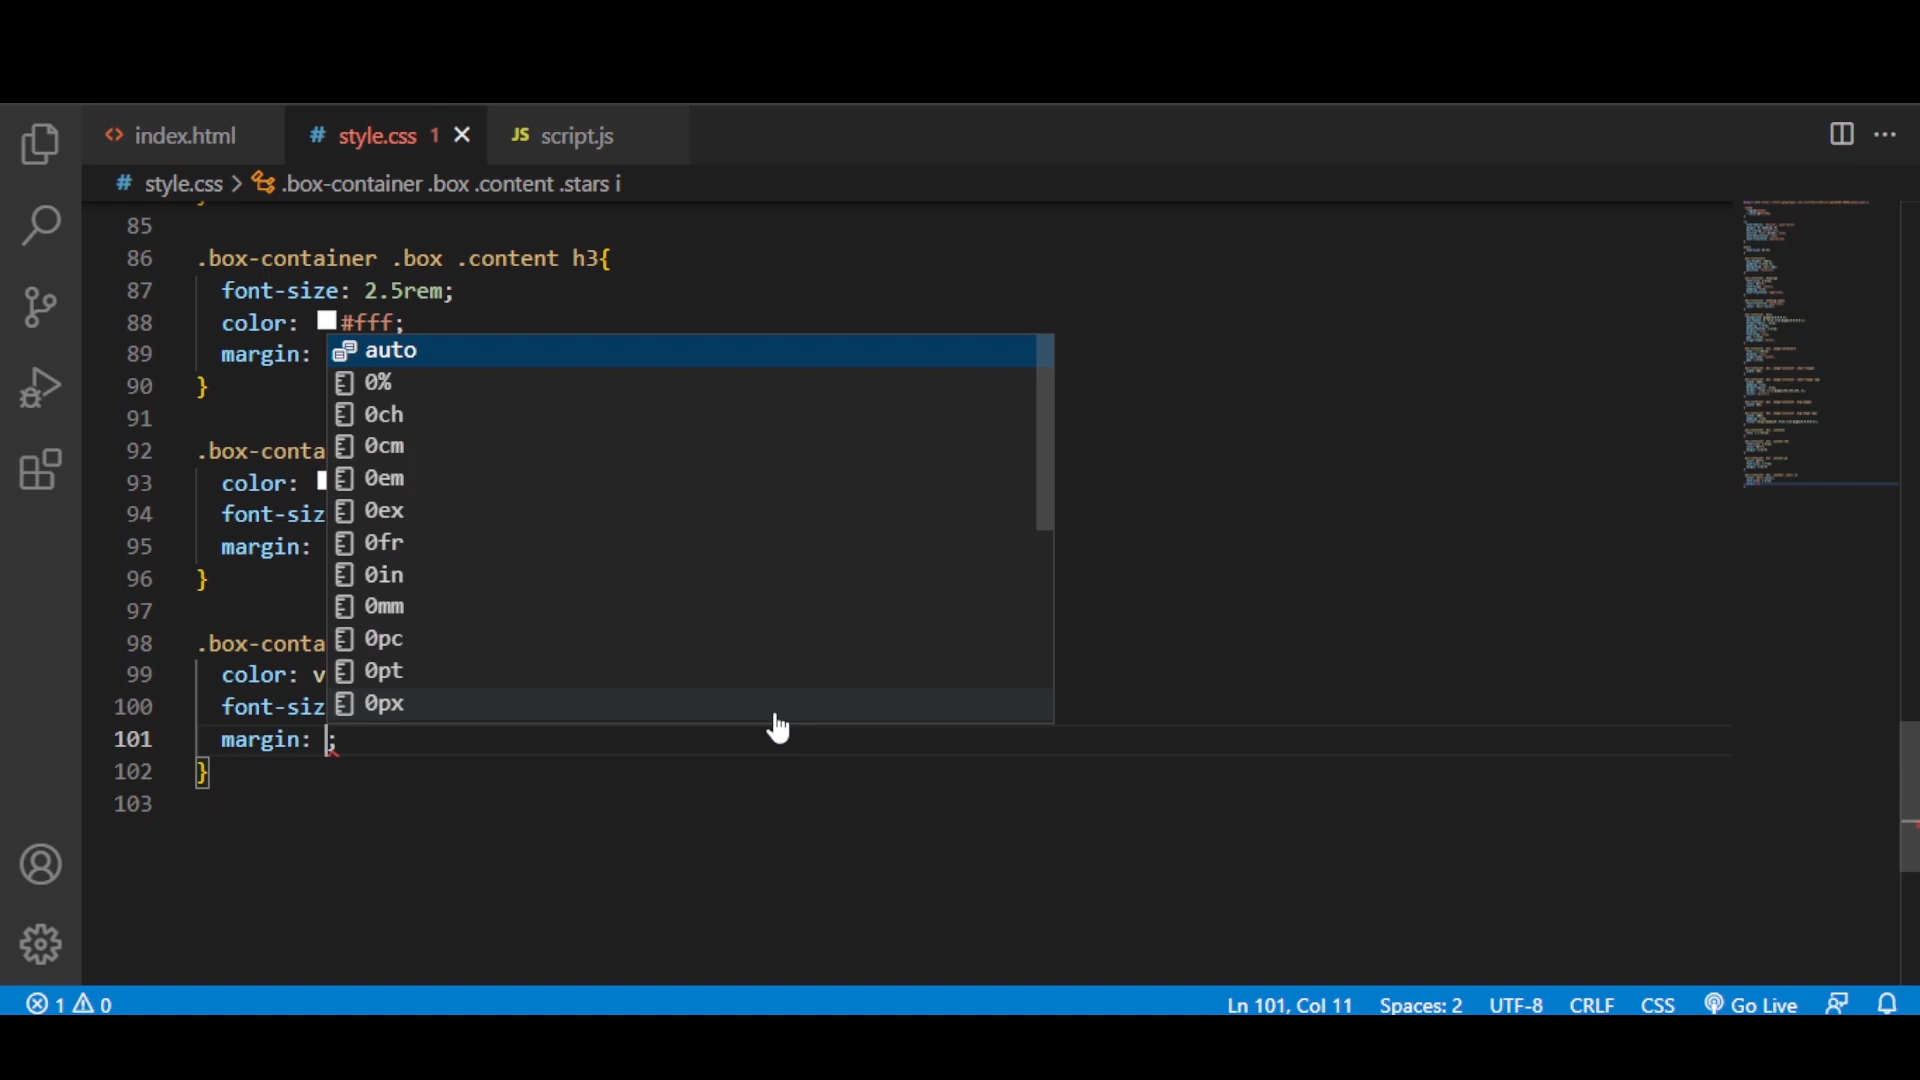 index.html
style.css 1
JS script.js
# style.css > .box-container .box .content .stars i
85
86 .box-container .box .content h3{
87 font-size: 2.5rem;
88 color: #fff;
89 margin:
90 }
91
92 .box-conta
93 color:
94 font-siz
95 margin:
96 }
97
98 .box-conta
99 color: v
100 font-siz
101 margin: ;
102 }
103
auto
0%
0ch
0cm
0em
0ex
0fr
0in
0mm
0pc
0pt
0px
1 0
Ln 101, Col 11 Spaces: 2 UTF-8 CRLF CSS Go Live